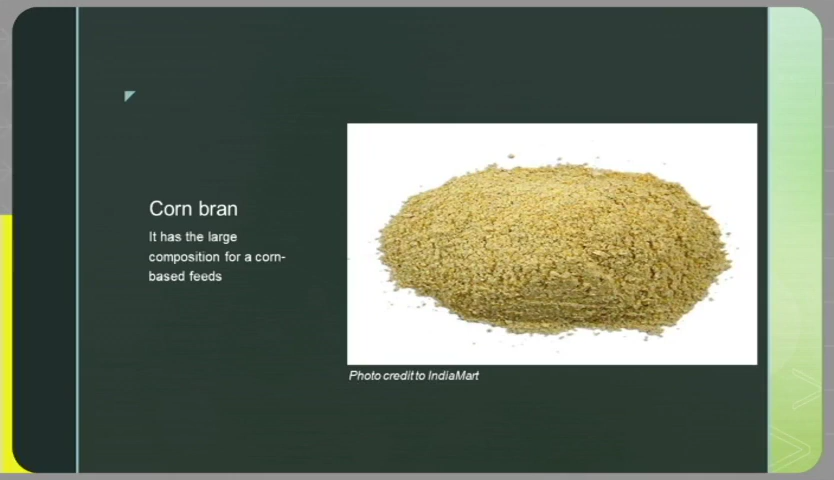 Corn bran
It has the large
composition for a corn-
based feeds
Photo credit to IndiaMart